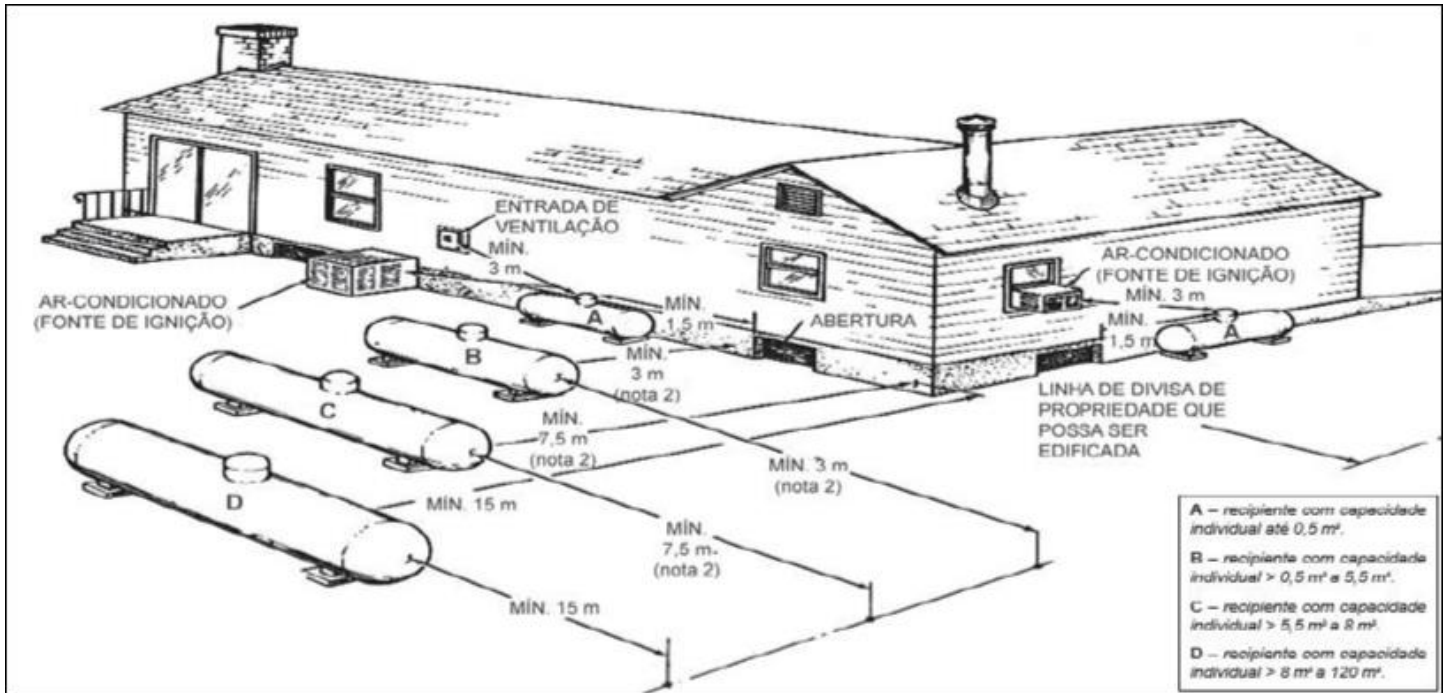 ENTRADA DE
VENTILAÇÃO
MÍN.
3 m
AR-CONDICIONADO
(FONTE DE IGNIÇÃO)
A
MÍN.
1,5 m
ABERTURA
AR-CONDICIONADO
(FONTE DE IGNIÇÃO)
MÍN. 3 m
MÍN.
1,5 m
A
B
MÍN.
3 m
(nota 2)
C
MÍN.
7,5 m
(nota 2)
LINHA DE DIVISA DE
PROPRIEDADE QUE
POSSA SER
EDIFICADA
MÍN. 3 m
(nota 2)
D
MÍN. 15 m
MÍN.
7,5 m
(nota 2)
MÍN. 15 m
A – recipiente com capacidade
individual até 0,5 m³.
B – recipiente com capacidade
individual > 0,5 m³ a 5,5 m³.
C – recipiente com capacidade
individual > 5,5 m³ a 8 m³.
D – recipiente com capacidade
individual > 8 m³ a 120 m³.